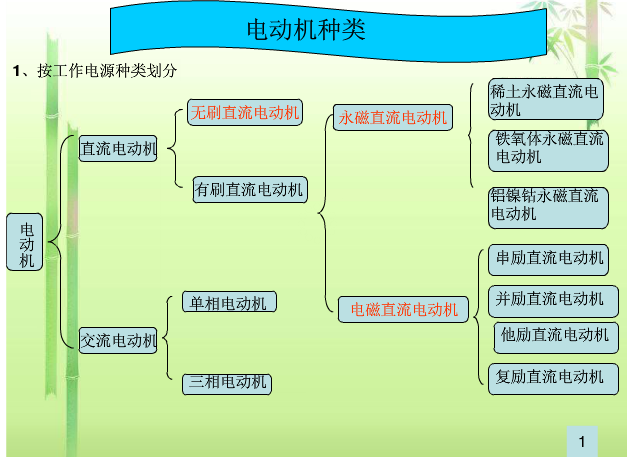 电动机种类
1、按工作电源种类划分
电
动
机
直流电动机
交流电动机
无刷直流电动机
有刷直流电动机
单相电动机
三相电动机
永磁直流电动机
电磁直流电动机
稀土永磁直流电
动机
铁氧体永磁直流
电动机
铝镍钴永磁直流
电动机
串励直流电动机
并励直流电动机
他励直流电动机
复励直流电动机
1